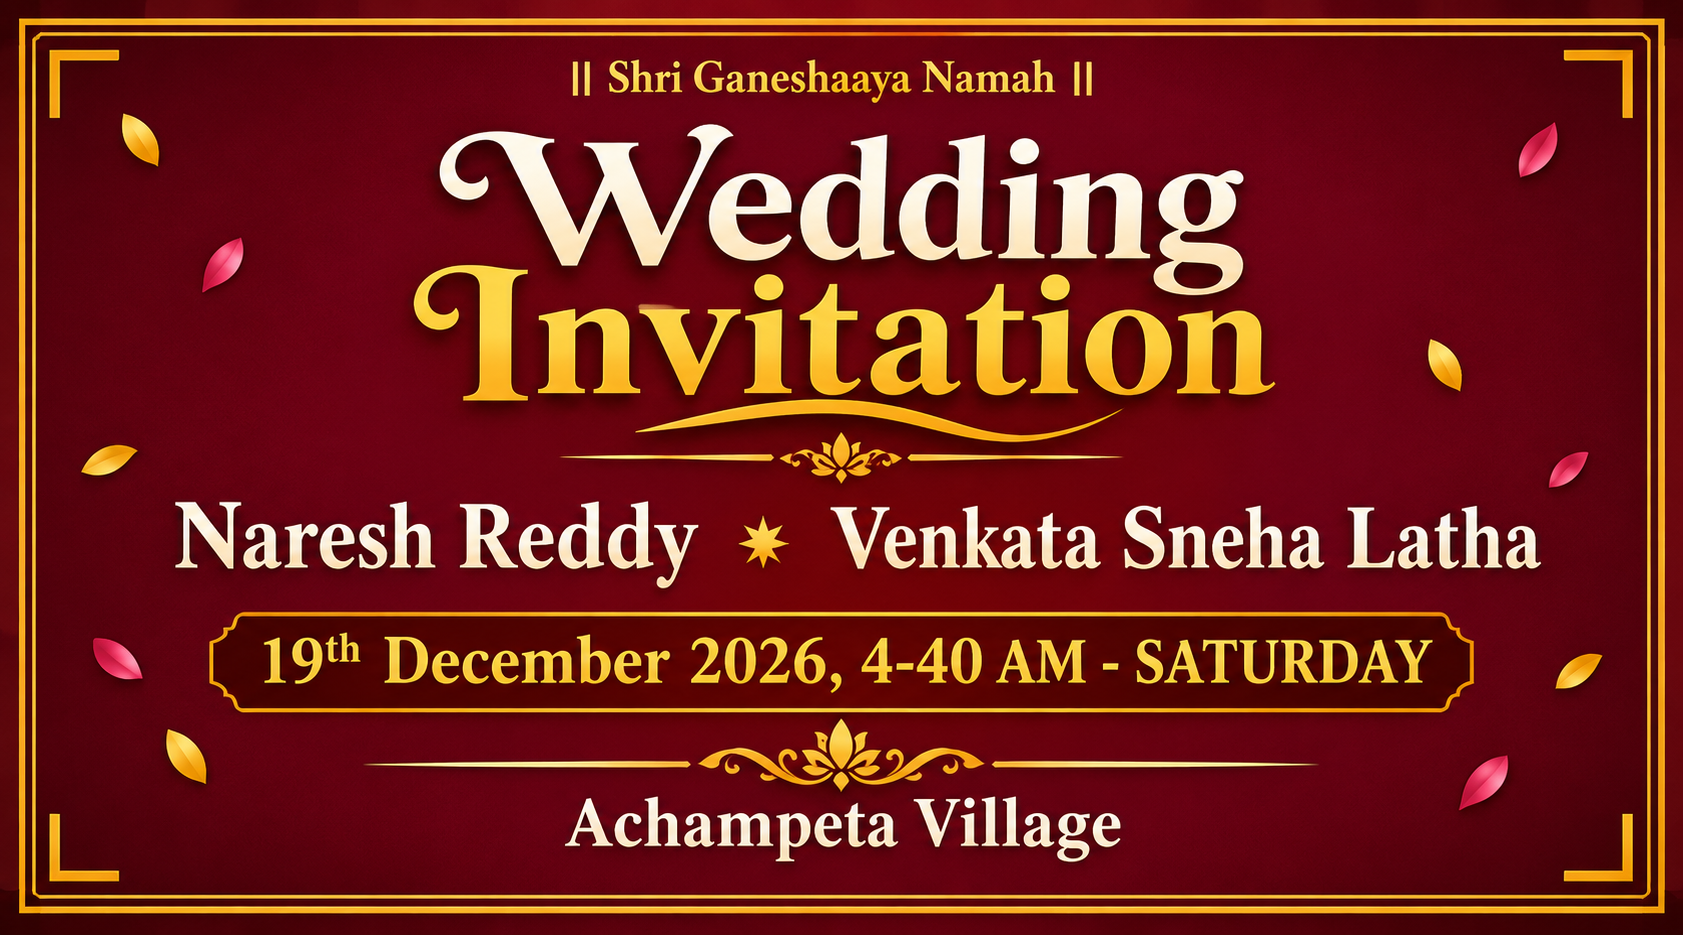 || Shri Ganeshaaya Namah ||
Wedding
Invitation
Naresh Reddy ✷ Venkata Sneha Latha
19th December 2026, 4-40 AM - SATURDAY
Achampeta Village